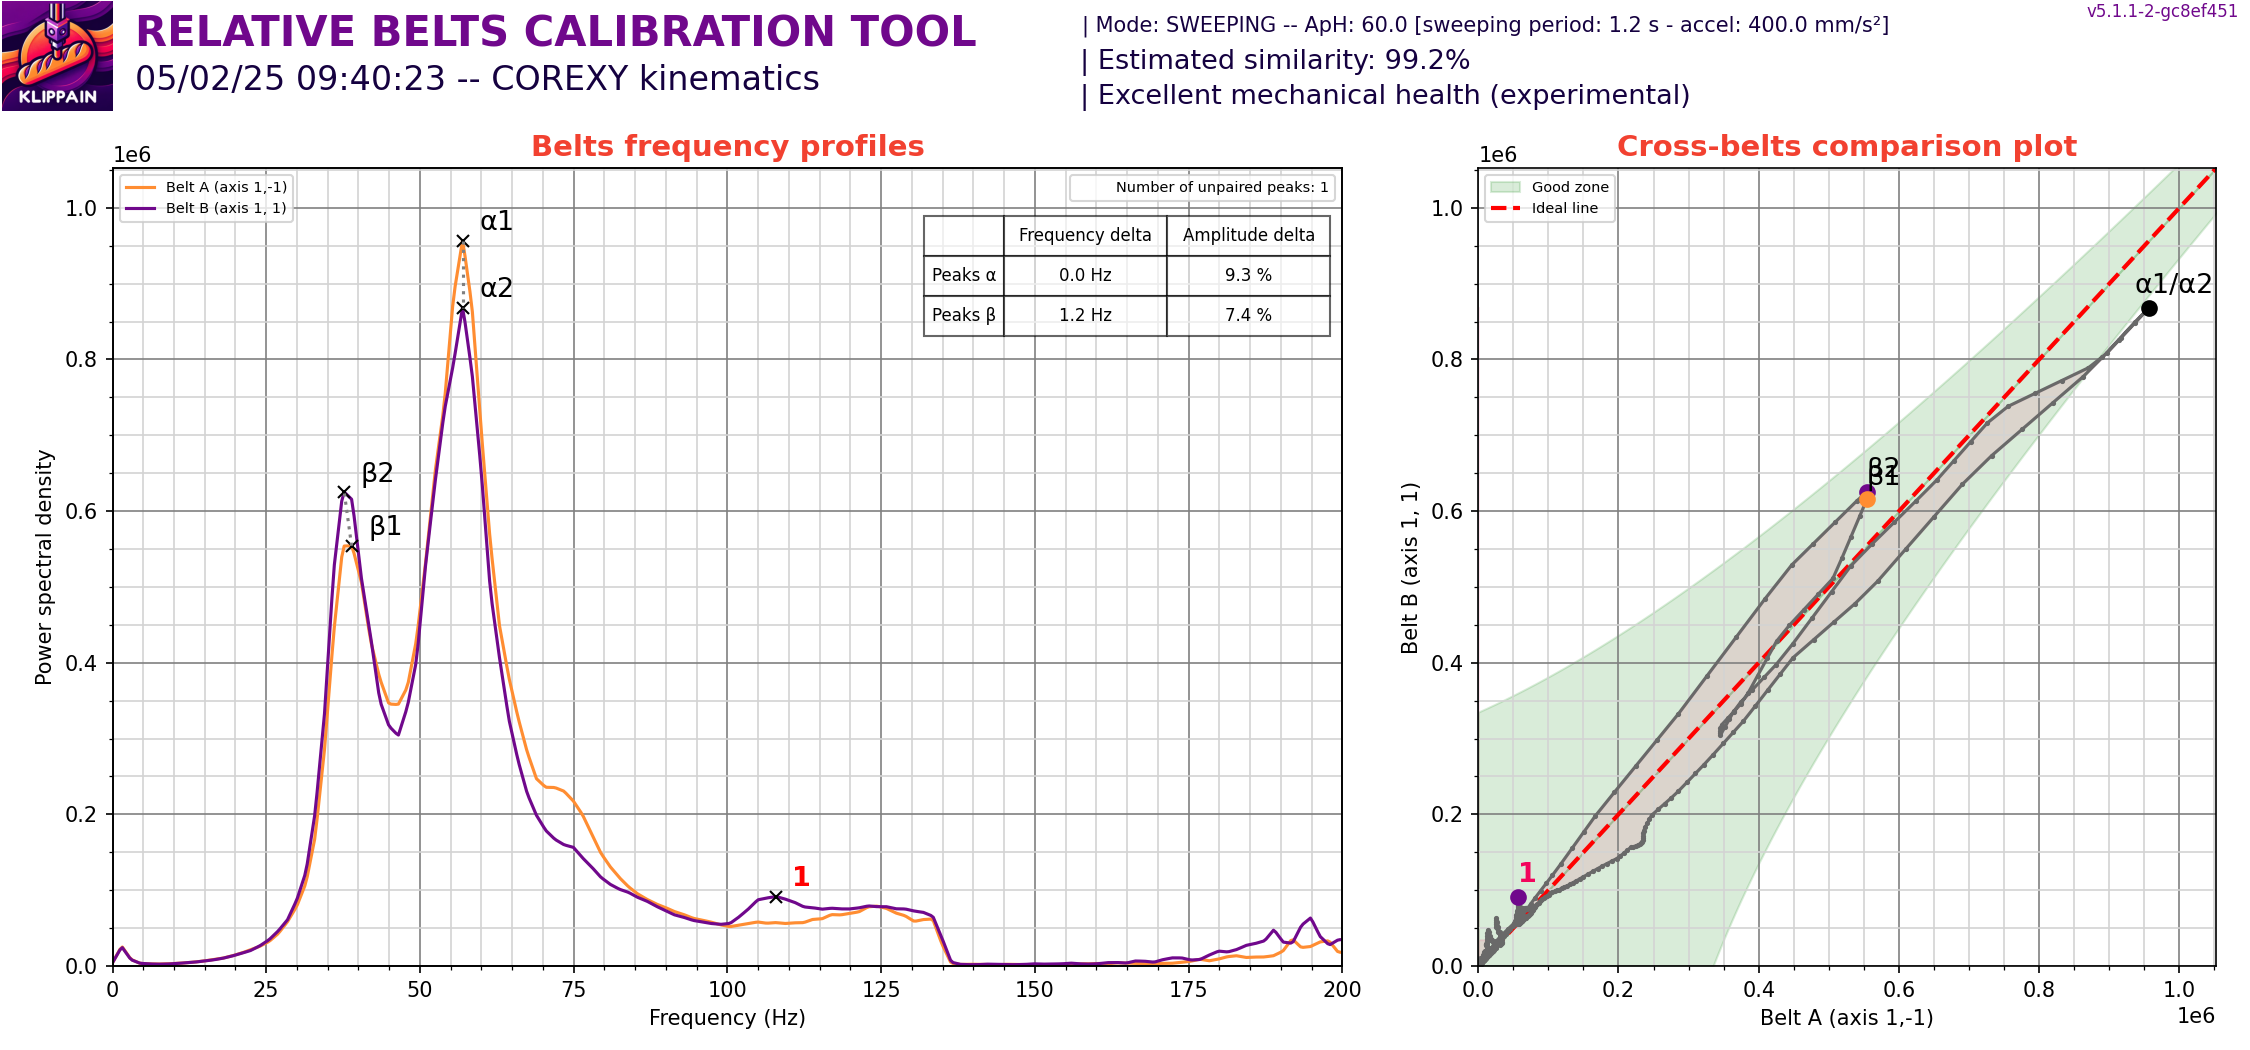 KLIPPAIN
RELATIVE BELTS CALIBRATION TOOL
05/02/25 09:40:23 -- COREXY kinematics
| Mode: SWEEPING -- ApH: 60.0 [sweeping period: 1.2 s - accel: 400.0 mm/s²]
| Estimated similarity: 99.2%
| Excellent mechanical health (experimental)
v5.1.1-2-gc8ef451
Belts frequency profiles
1e6
Belt A (axis 1,-1)
Belt B (axis 1, 1)
Number of unpaired peaks: 1
Frequency delta Amplitude delta
Peaks α 0.0 Hz 9.3 %
Peaks β 1.2 Hz 7.4 %
α1
α2
β2
β1
1
1.0
0.8
0.6
0.4
0.2
0.0
Power spectral density
0 25 50 75 100 125 150 175 200
Frequency (Hz)
Cross-belts comparison plot
1e6
Good zone
Ideal line
α1/α2
β2
β1
1
1.0
0.8
0.6
0.4
0.2
0.0
Belt B (axis 1, 1)
0.0 0.2 0.4 0.6 0.8 1.0
1e6
Belt A (axis 1,-1)